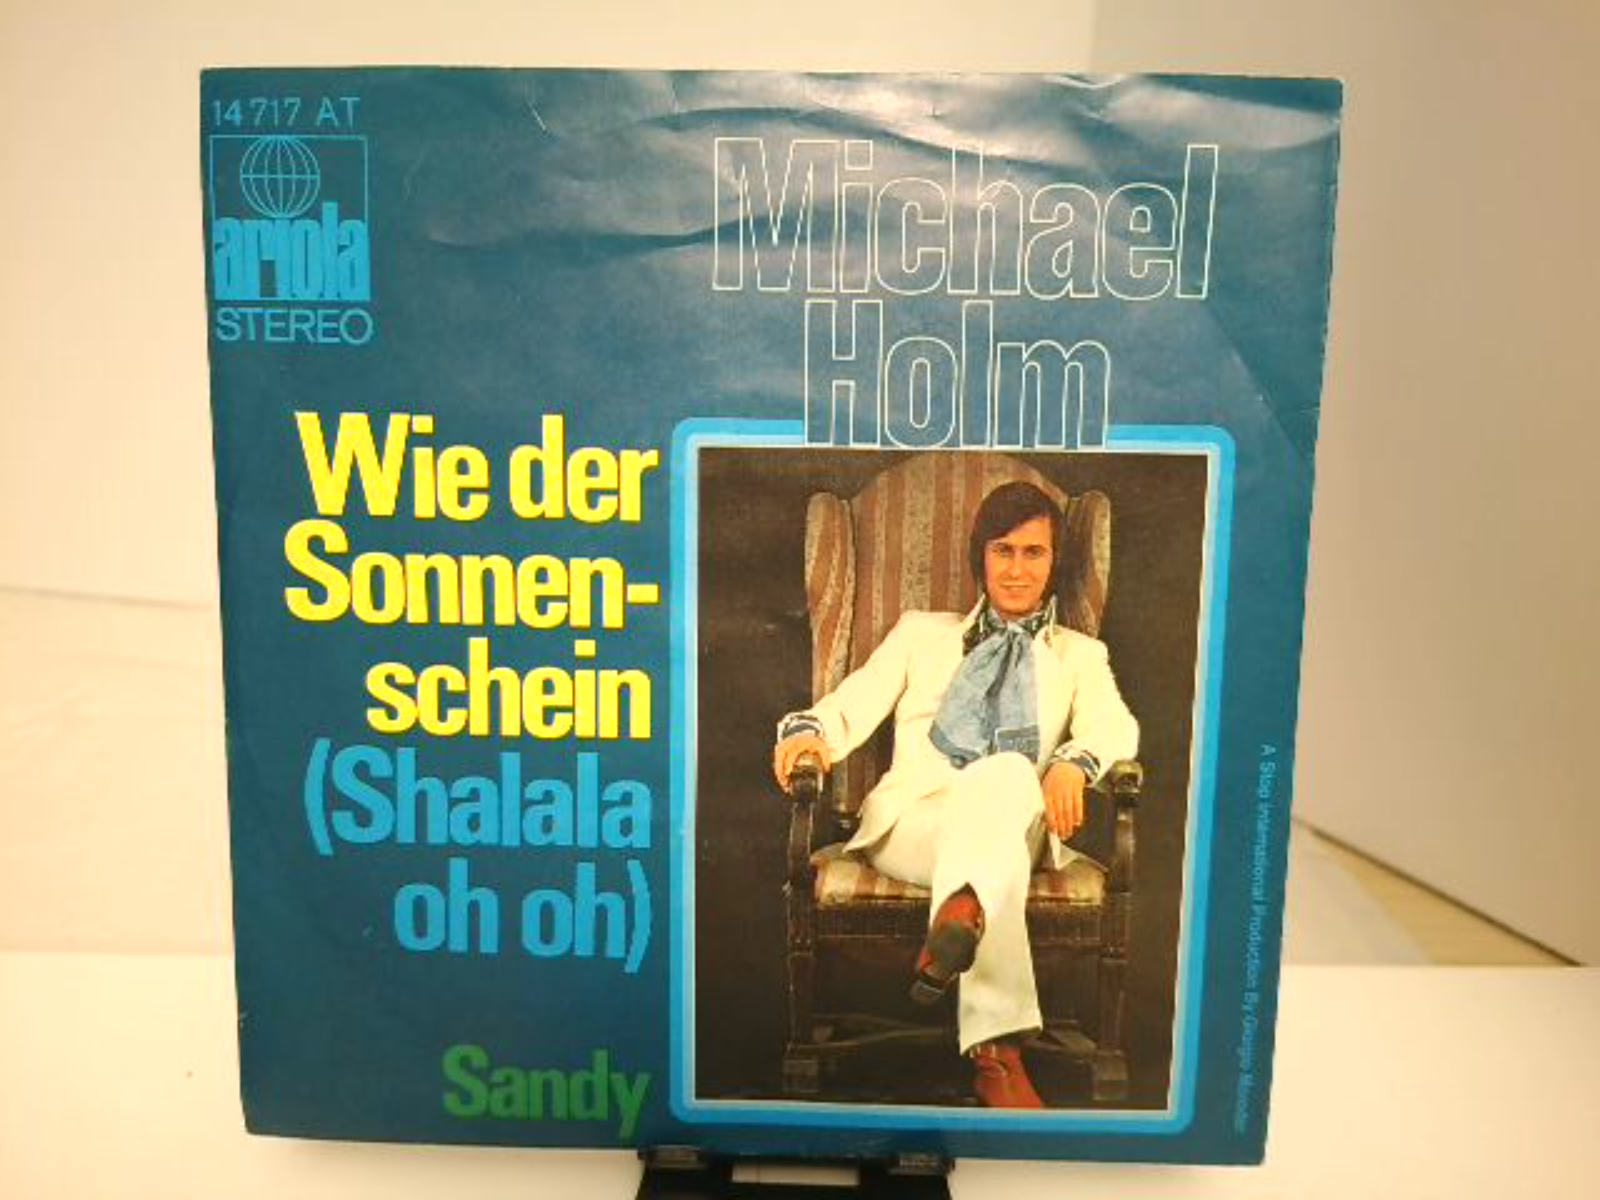 14 717 AT
ariola
STEREO
Michael
Holm
Wie der
Sonnen-
schein
(Shalala
oh oh)
Sandy
A Stop International Production By Giorgio Moroder